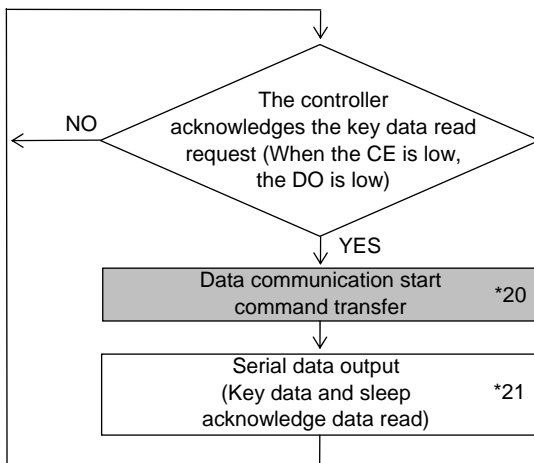 The controller
acknowledges the key data read
request (When the CE is low,
the DO is low)
NO
YES
Data communication start
command transfer
*20
Serial data output
(Key data and sleep
acknowledge data read)
*21